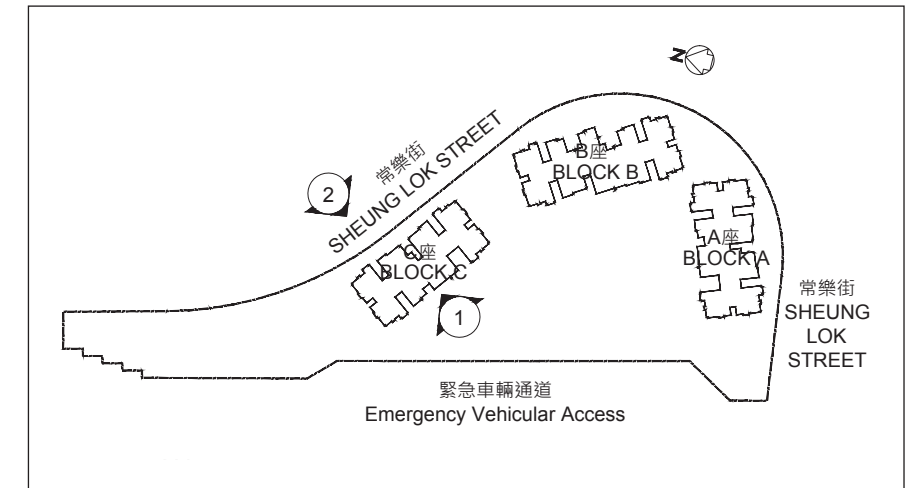 N
B座
BLOCK B
常樂街
SHEUNG LOK STREET
2
A座
BLOCK A
C座
BLOCK C
常樂街
SHEUNG
LOK
STREET
1
緊急車輛通道
Emergency Vehicular Access